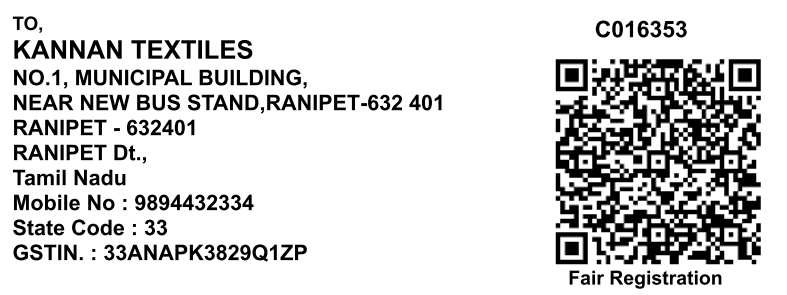 TO,
KANNAN TEXTILES
NO.1, MUNICIPAL BUILDING,
NEAR NEW BUS STAND,RANIPET-632 401
RANIPET - 632401
RANIPET Dt.,
Tamil Nadu
Mobile No : 9894432334
State Code : 33
GSTIN. : 33ANAPK3829Q1ZP
C016353
Fair Registration